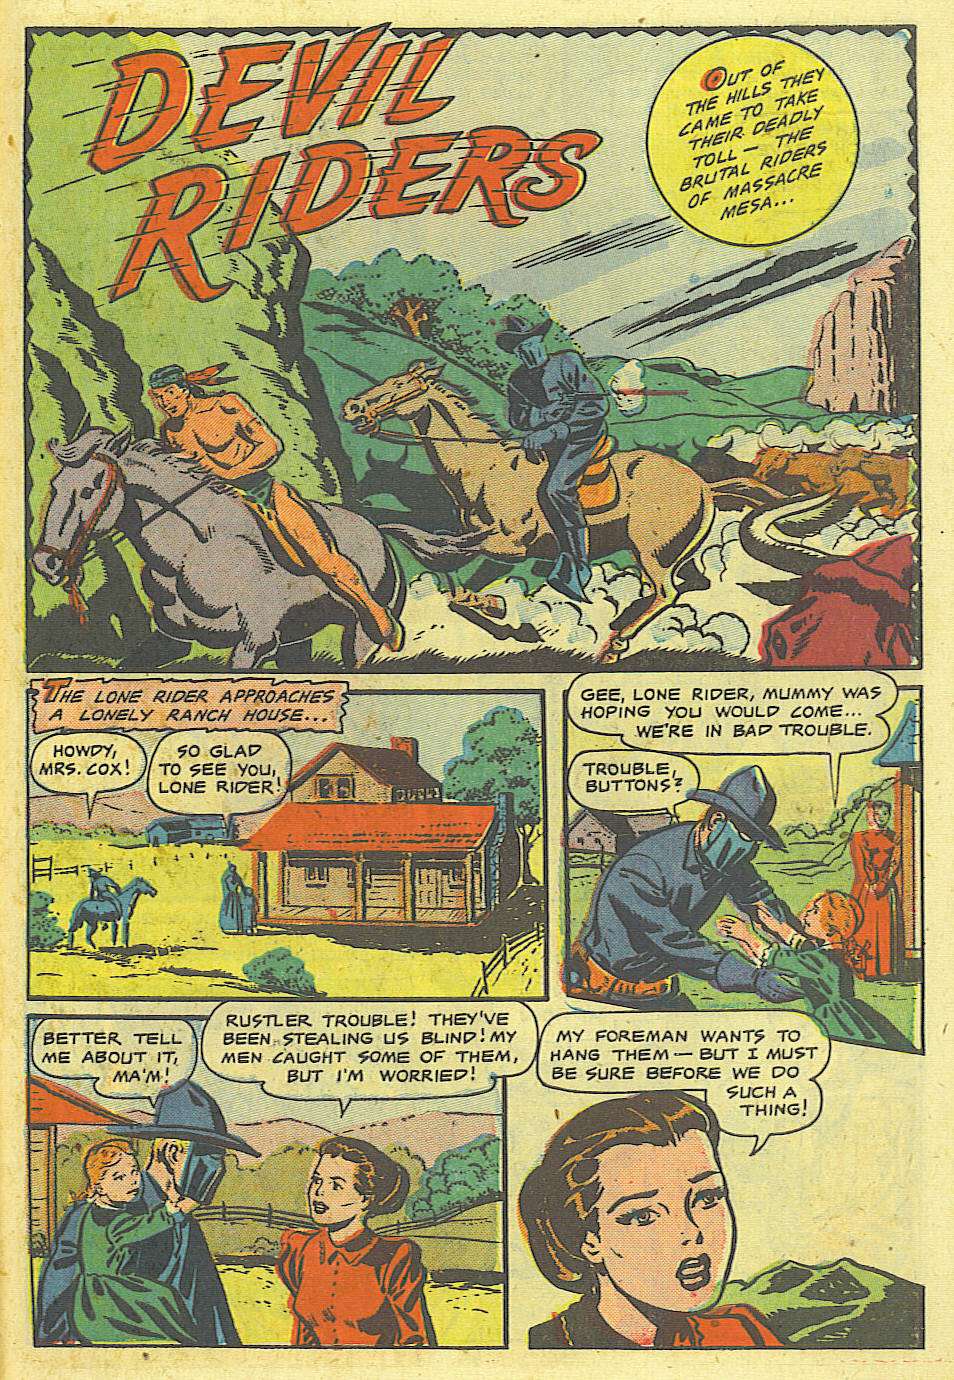 DEVIL
RIDERS
OUT OF
THE HILLS THEY
CAME TO TAKE
THEIR DEADLY
TOLL — THE
BRUTAL RIDERS
OF MASSACRE
MESA...
THE LONE RIDER APPROACHES
A LONELY RANCH HOUSE...
HOWDY,
MRS. COX!
SO GLAD
TO SEE YOU,
LONE RIDER!
GEE, LONE RIDER, MUMMY WAS
HOPING YOU WOULD COME...
WE'RE IN BAD TROUBLE.
TROUBLE,
BUTTONS?
BETTER TELL
ME ABOUT IT,
MA'M!
RUSTLER TROUBLE! THEY'VE
BEEN STEALING US BLIND! MY
MEN CAUGHT SOME OF THEM,
BUT I'M WORRIED!
MY FOREMAN WANTS TO
HANG THEM — BUT I MUST
BE SURE BEFORE WE DO
SUCH A
THING!